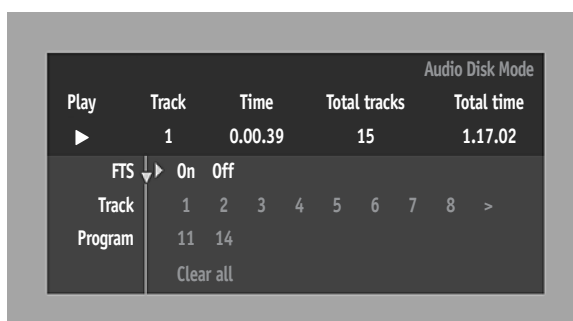 Audio Disk Mode
Play Track Time Total tracks Total time
1 0.00.39 15 1.17.02
FTS On Off
Track 1 2 3 4 5 6 7 8 >
Program 11 14
Clear all